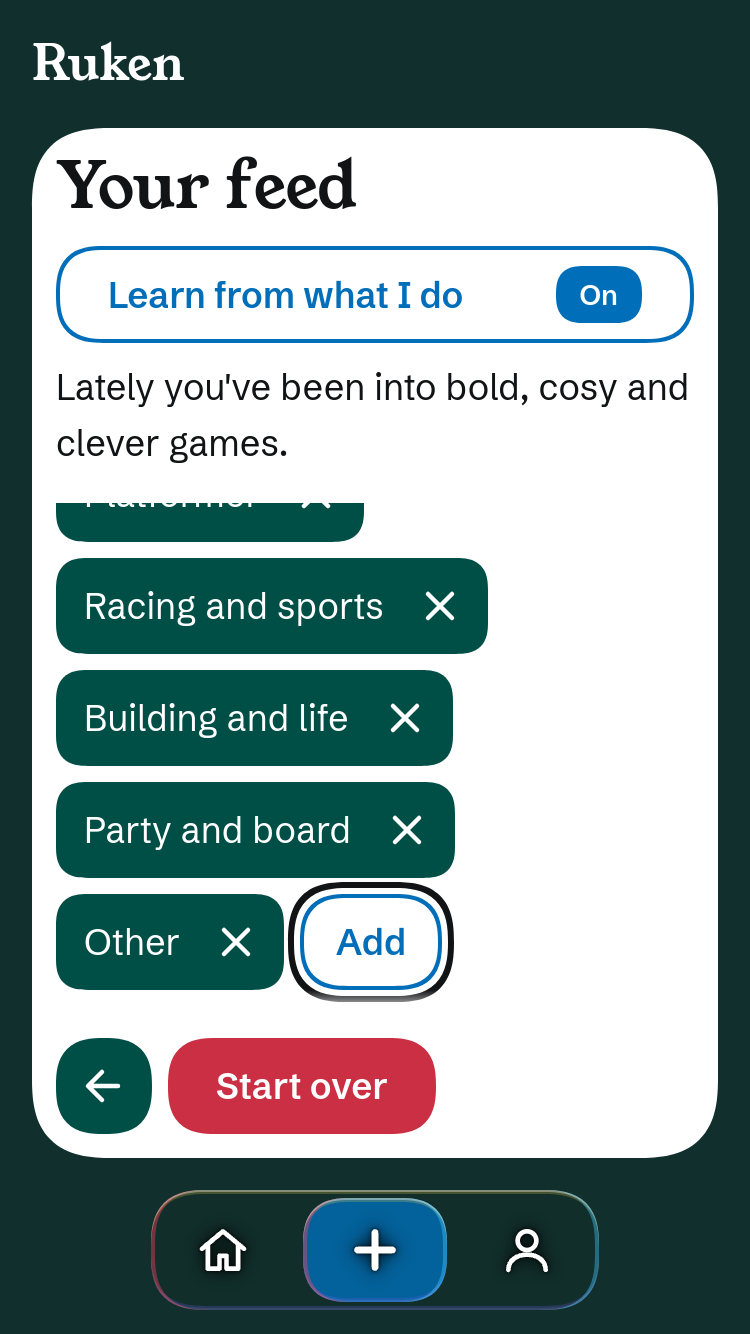 Ruken
Your feed
Learn from what I do On
Lately you've been into bold, cosy and
clever games.
Platformer
Racing and sports
Building and life
Party and board
Other Add
Start over